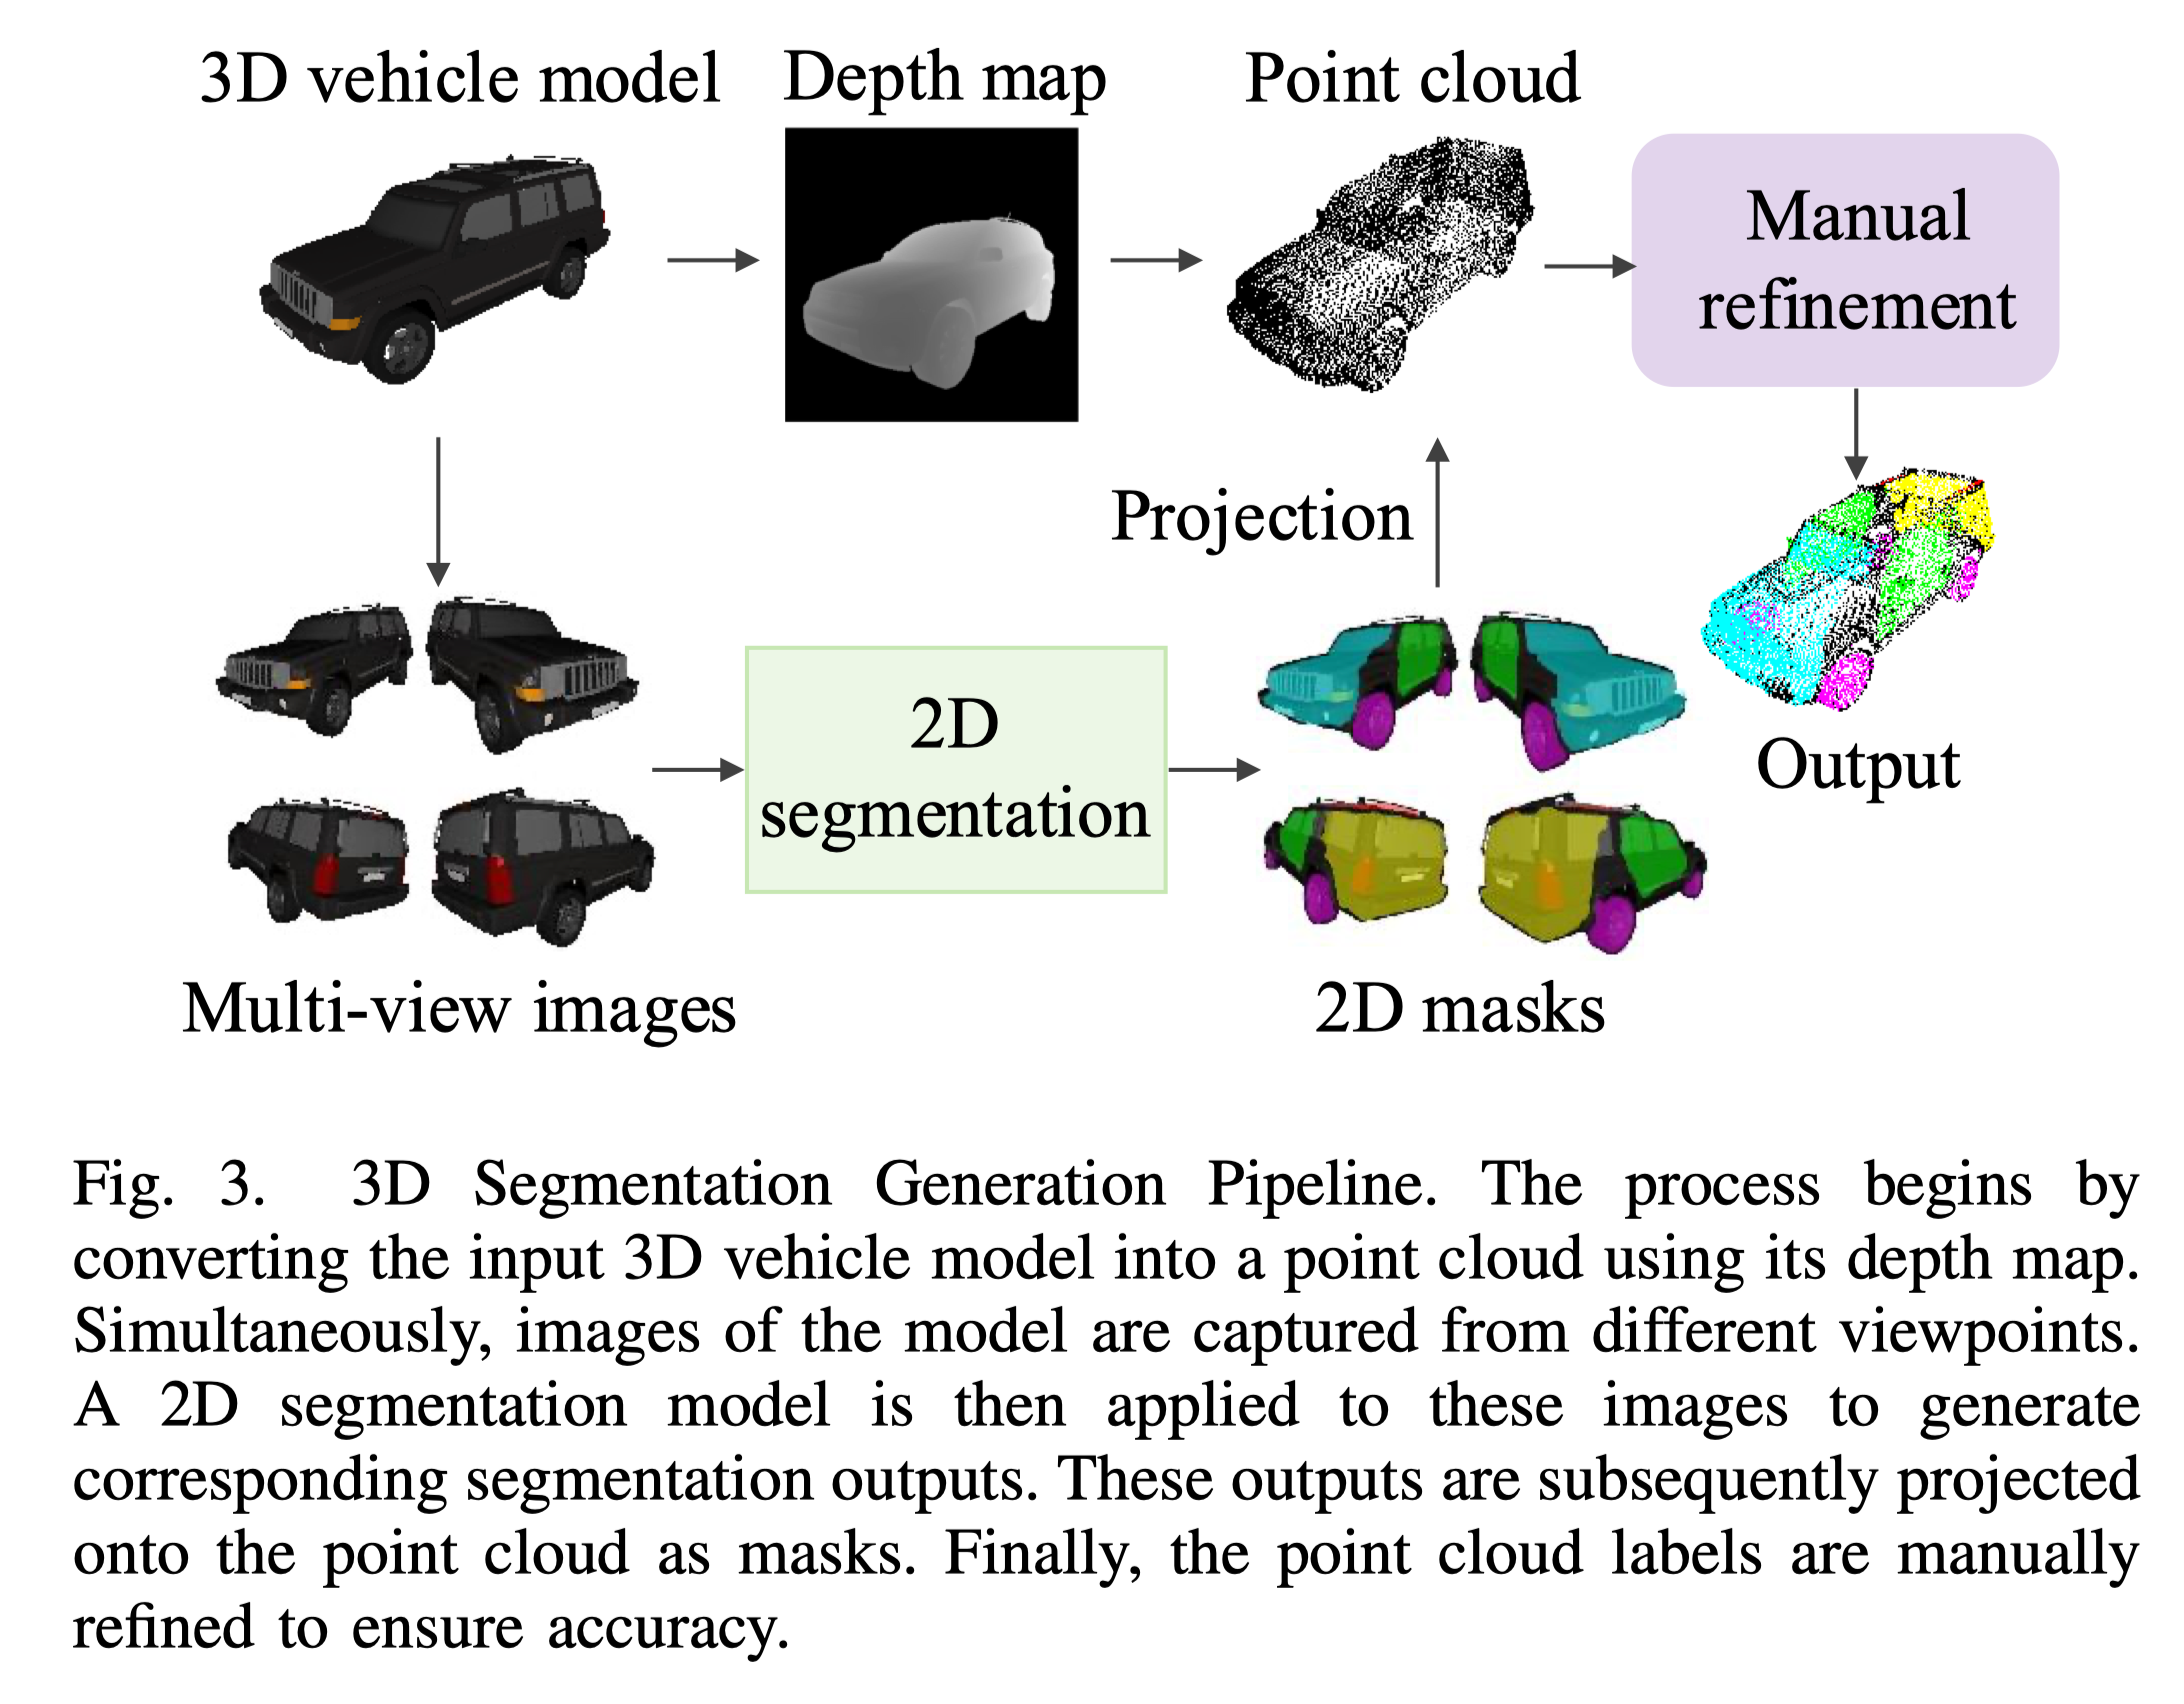 3D vehicle model
Depth map
Point cloud
Manual
refinement
Projection
2D
segmentation
Output
Multi-view images
2D masks
Fig. 3. 3D Segmentation Generation Pipeline. The process begins by
converting the input 3D vehicle model into a point cloud using its depth map.
Simultaneously, images of the model are captured from different viewpoints.
A 2D segmentation model is then applied to these images to generate
corresponding segmentation outputs. These outputs are subsequently projected
onto the point cloud as masks. Finally, the point cloud labels are manually
refined to ensure accuracy.